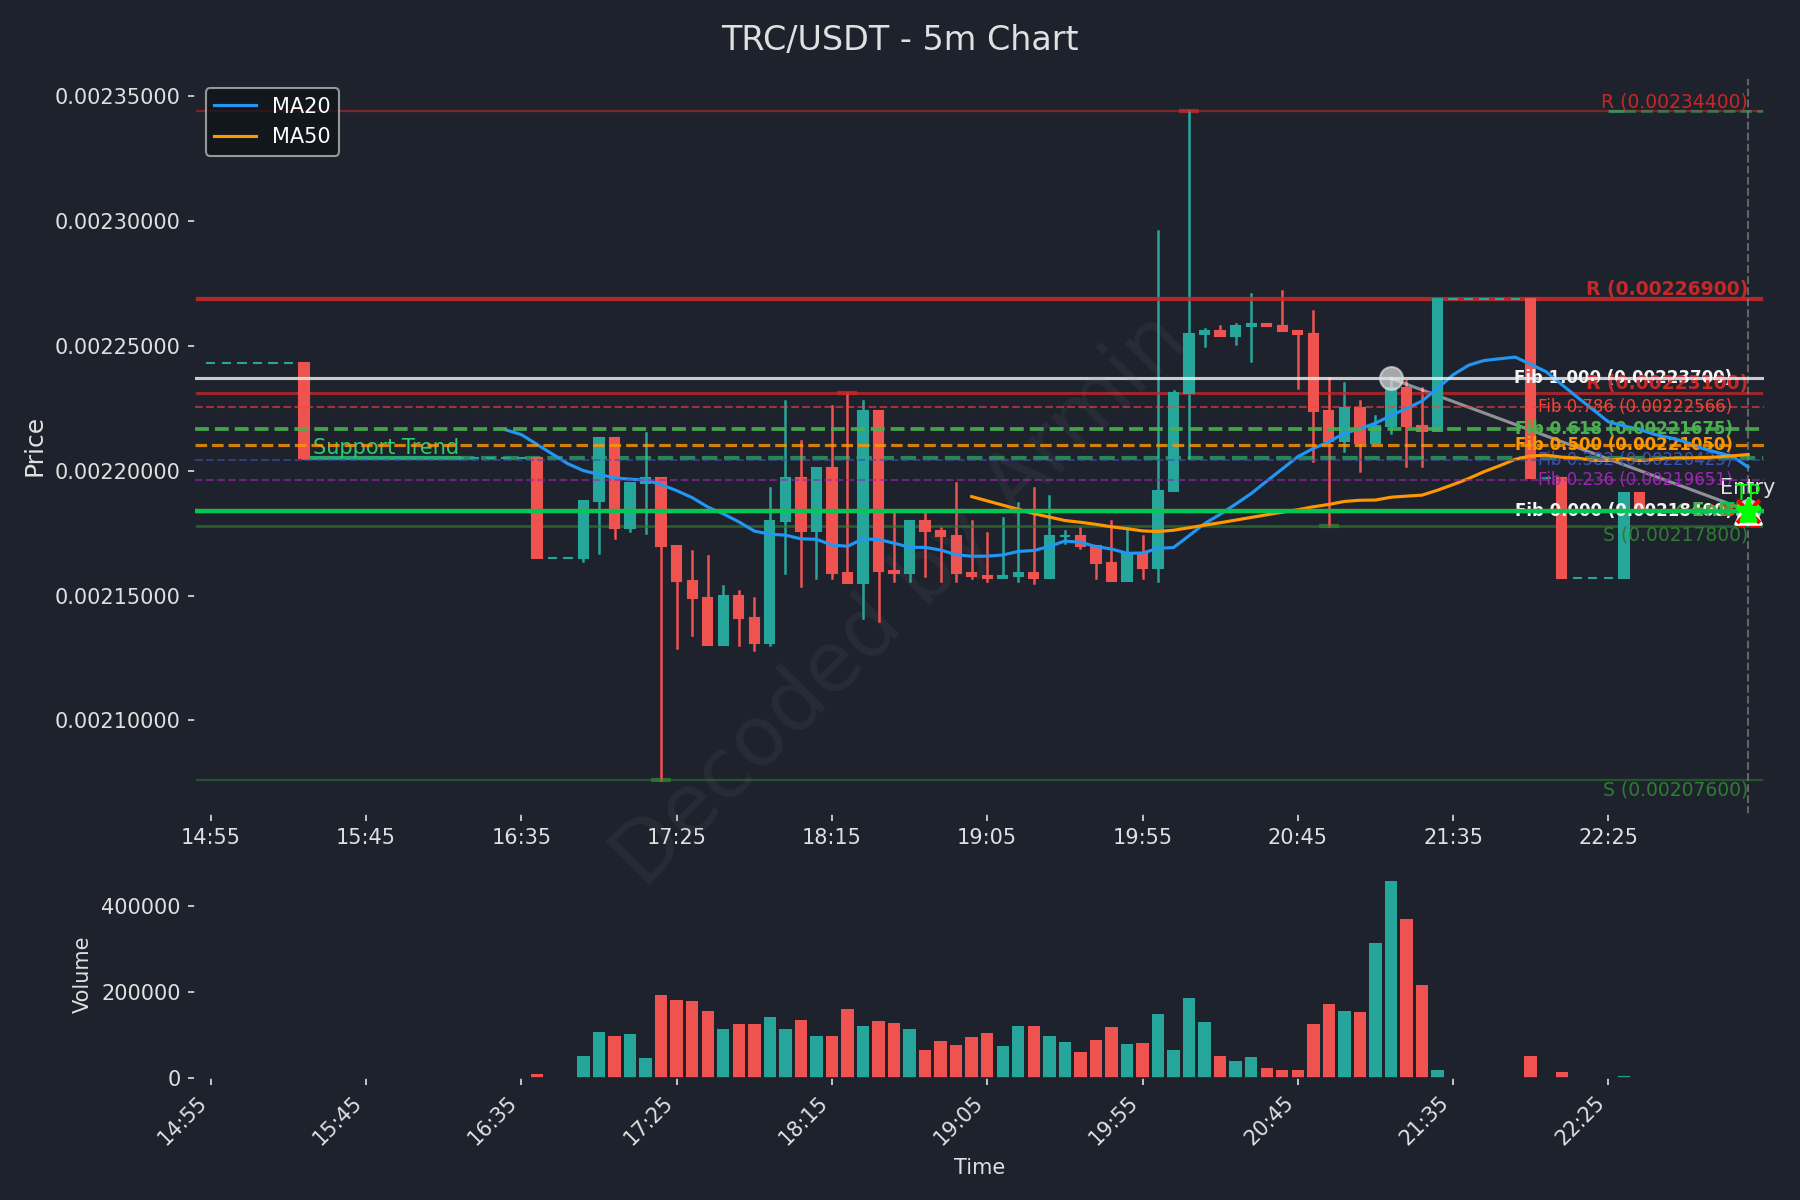 TRC/USDT - 5m Chart
MA20
MA50
Price
0.00235000
0.00230000
0.00225000
0.00220000
0.00215000
0.00210000
R (0.00234400)
R (0.00226900)
Fib 1.000 (0.00223700)
R (0.00223100)
Fib 0.786 (0.00222566)
Fib 0.618 (0.00221675)
Fib 0.500 (0.00221050)
Support Trend
Fib 0.382 (0.00220425)
Fib 0.236 (0.00219651)
Entry
Fib 0.000 (0.00218400)
S (0.00217800)
S (0.00207600)
Decoded by Armin
14:55
15:45
16:35
17:25
18:15
19:05
19:55
20:45
21:35
22:25
Volume
400000
200000
0
14:55
15:45
16:35
17:25
18:15
19:05
19:55
20:45
21:35
22:25
Time